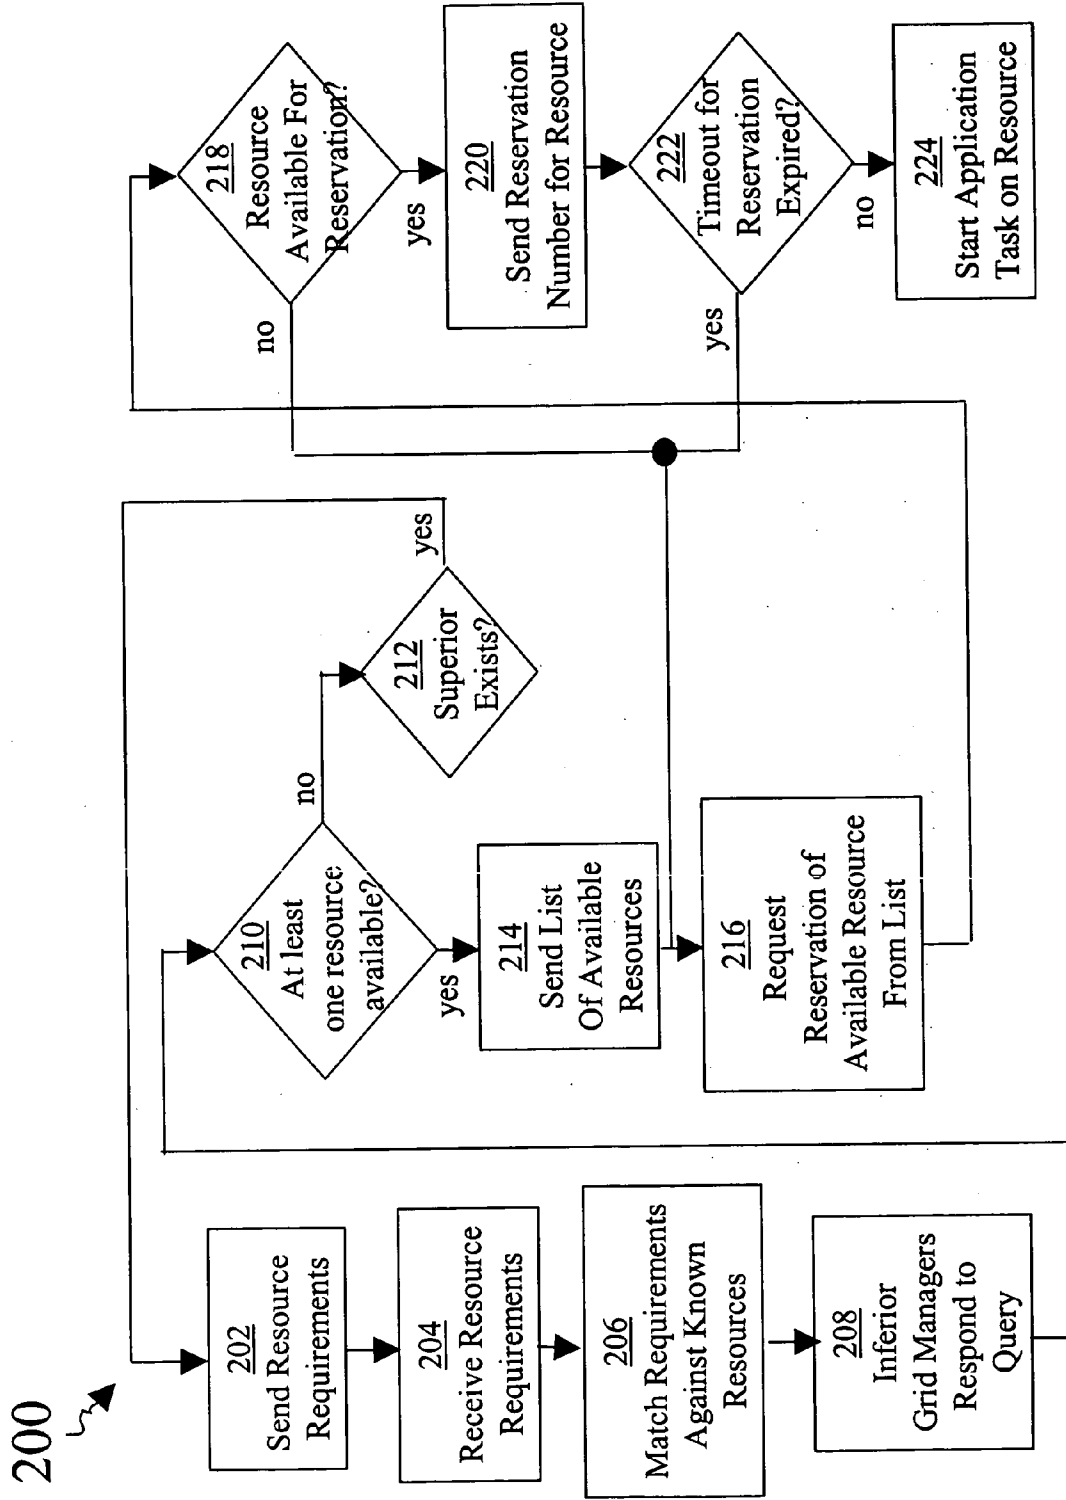 200
202
Send Resource
Requirements
204
Receive Resource
Requirements
206
Match Requirements
Against Known
Resources
208
Inferior
Grid Managers
Respond to
Query
210
At least
one resource
available?
no
yes
212
Superior
Exists?
yes
214
Send List
Of Available
Resources
216
Request
Reservation of
Available Resource
From List
218
Resource
Available For
Reservation?
no
yes
220
Send Reservation
Number for Resource
222
Timeout for
Reservation
Expired?
yes
no
224
Start Application
Task on Resource